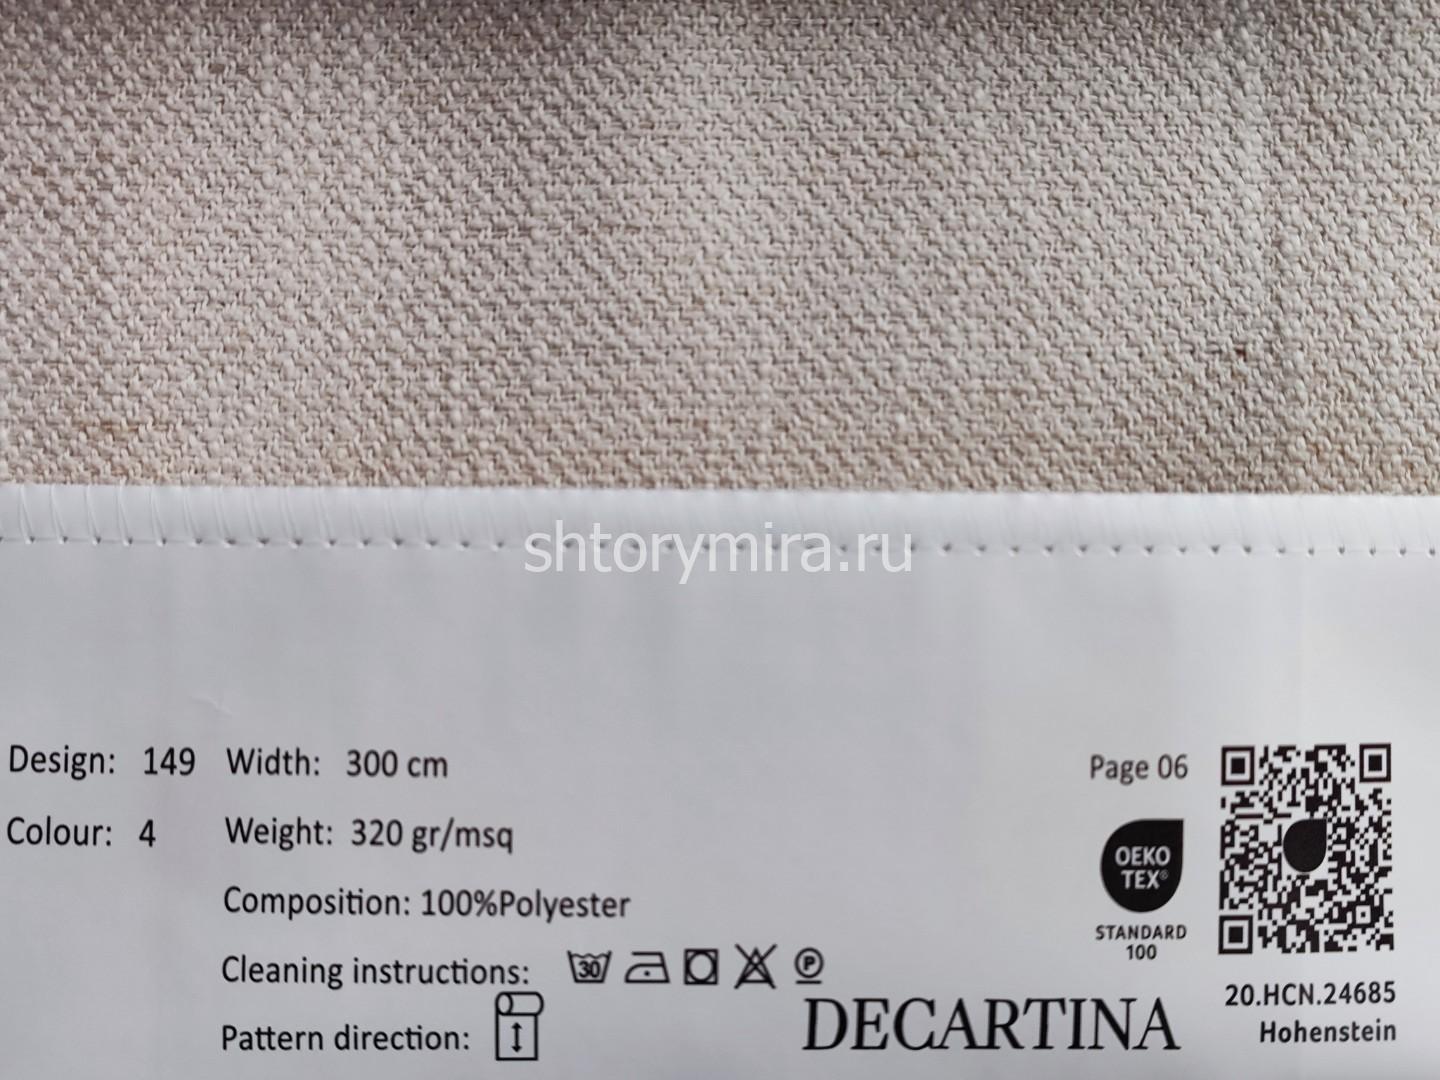 shtorymira.ru
Design: 149 Width: 300 cm
Page 06
Colour: 4 Weight: 320 gr/msq
OEKO
TEX®
STANDARD
100
Composition: 100%Polyester
Cleaning instructions: 30 P
Pattern direction:
DECARTINA
20.HCN.24685
Hohenstein